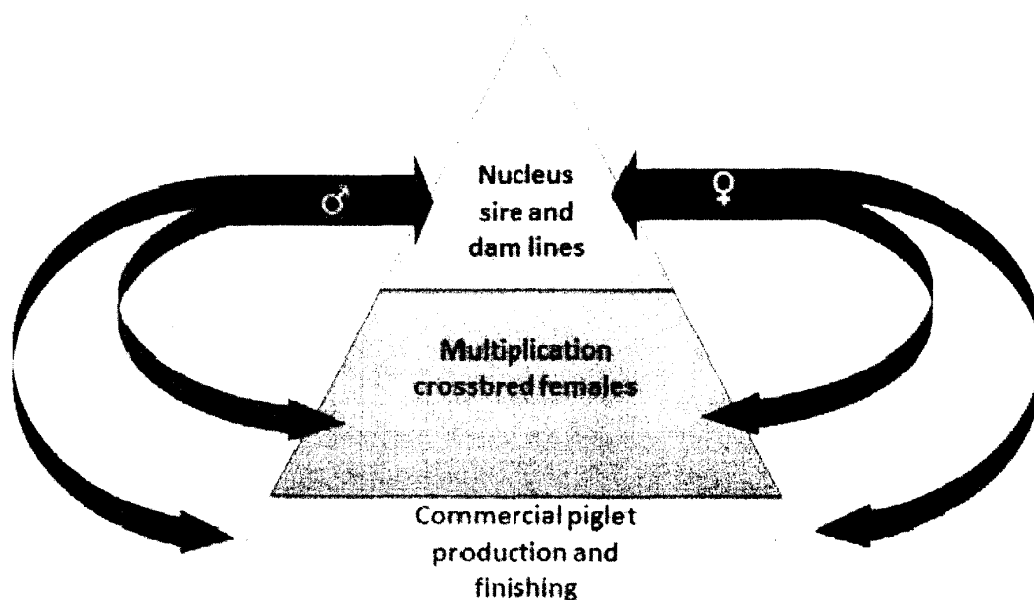 ♂
♀
Nucleus
sire and
dam lines
Multiplication
crossbred females
Commercial piglet
production and
finishing